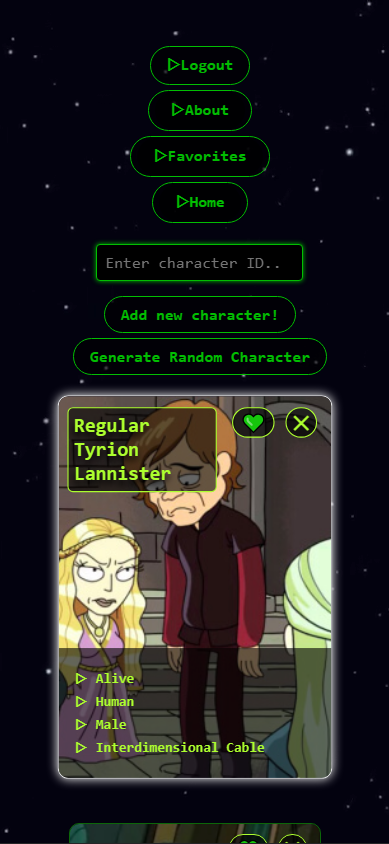 ▷Logout
▷About
▷Favorites
▷Home
Enter character ID..
Add new character!
Generate Random Character
Regular
Tyrion
Lannister
▷ Alive
▷ Human
▷ Male
▷ Interdimensional Cable